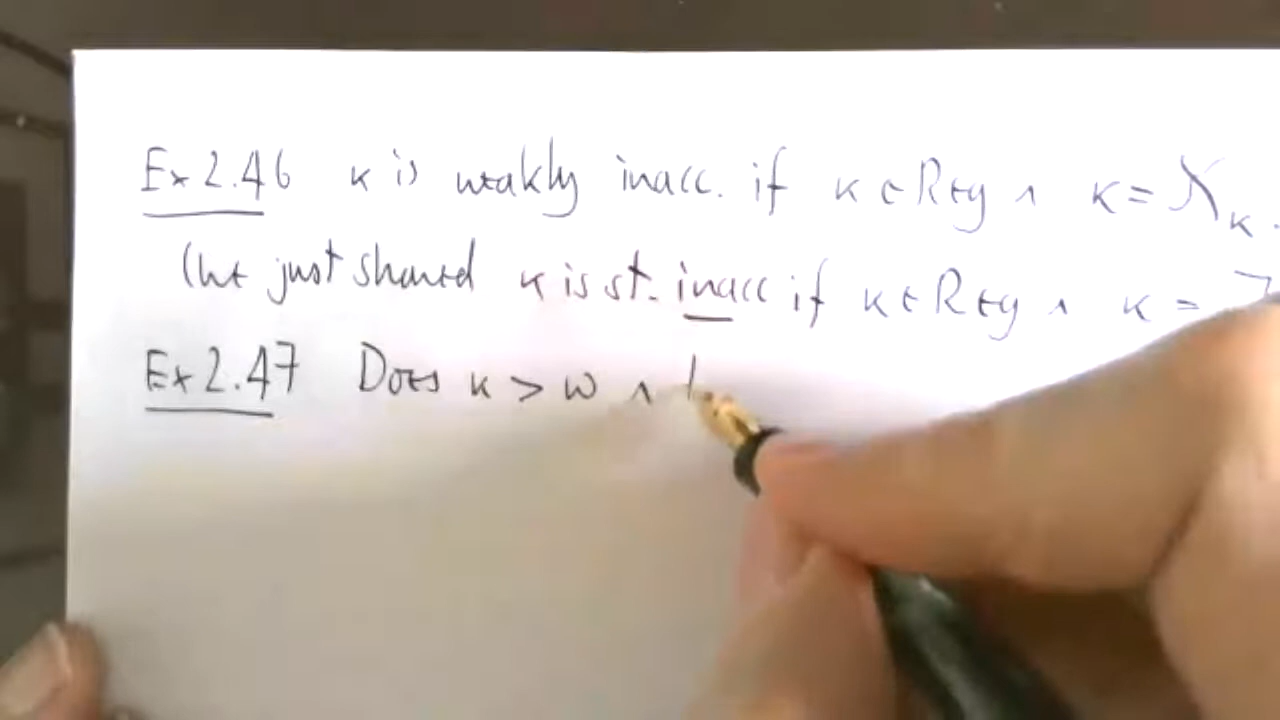 Ex 2.46 κ is weakly inacc. if κ ∈ Reg ∧ κ = ℵ_κ.
(We just showed κ is st. inacc if κ ∈ Reg ∧ κ =
Ex 2.47 Does κ > ω ∧